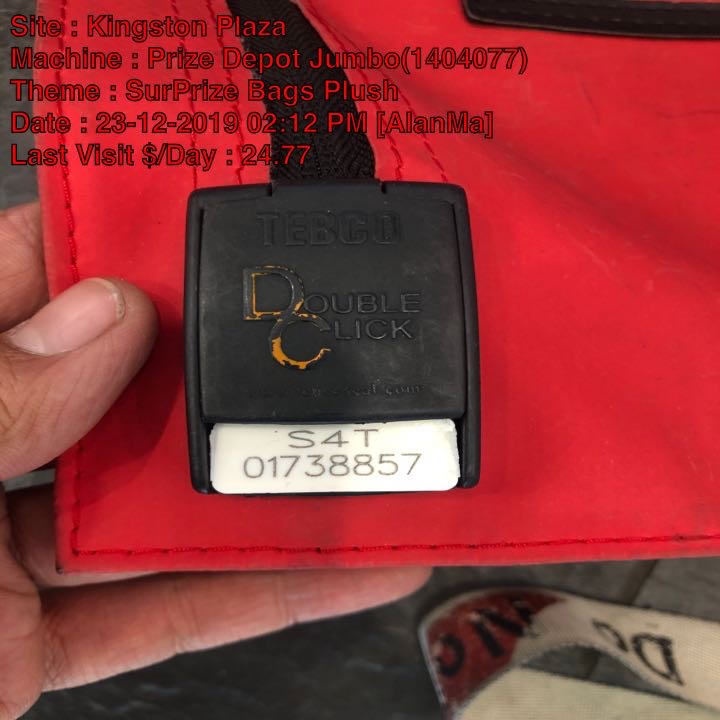 Site : Kingston Plaza
Machine : Prize Depot Jumbo(1404077)
Theme : SurPrize Bags Plush
Date : 23-12-2019 02:12 PM [AlanMa]
Last Visit $/Day : 24.77
TEBCO
DOUBLE
CLICK
S4T
01738857